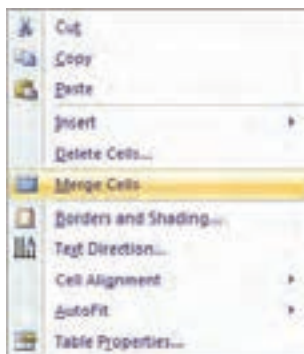 Cut
Copy
Paste
Insert
Delete Cells...
Merge Cells
Borders and Shading...
Text Direction...
Cell Alignment
AutoFit
Table Properties...